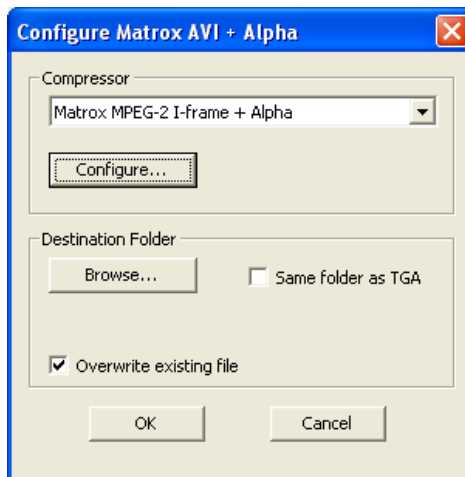 Configure Matrox AVI + Alpha
Compressor
Matrox MPEG-2 I-frame + Alpha
Configure...
Destination Folder
Browse... Same folder as TGA
Overwrite existing file
OK Cancel